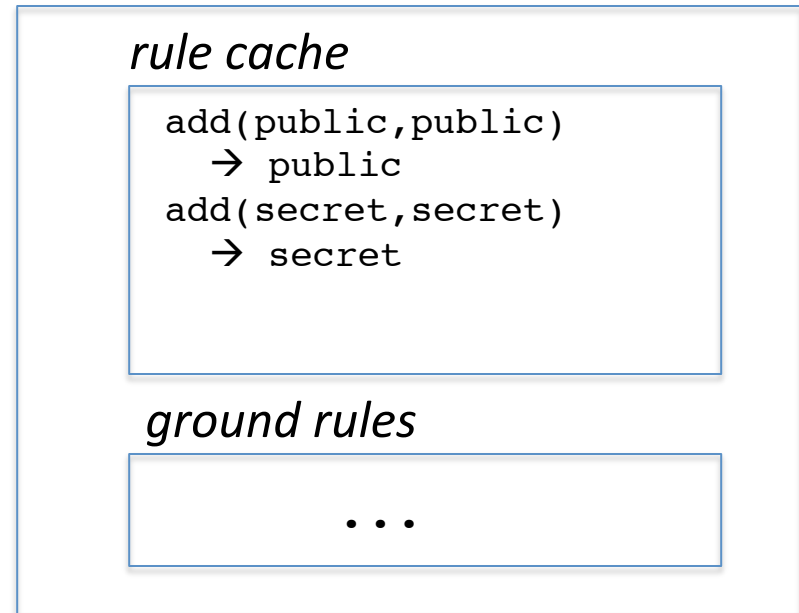 rule cache
add(public,public)
→ public
add(secret,secret)
→ secret
ground rules
...